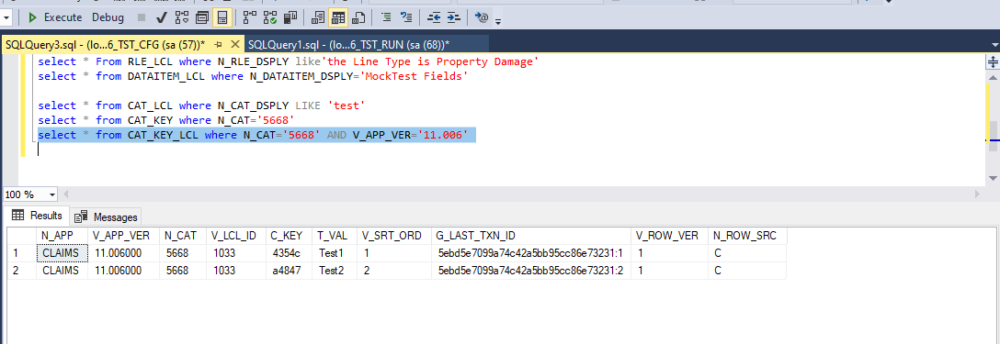 Execute Debug
SQLQuery3.sql - (lo...6_TST_CFG (sa (57))* SQLQuery1.sql - (lo...6_TST_RUN (sa (68))*
select * From RLE_LCL where N_RLE_DSPLY like'the Line Type is Property Damage'
select * from DATAITEM_LCL where N_DATAITEM_DSPLY='MockTest Fields'
select * from CAT_LCL where N_CAT_DSPLY LIKE 'test'
select * from CAT_KEY where N_CAT='5668'
select * from CAT_KEY_LCL where N_CAT='5668' AND V_APP_VER='11.006'
100 %
Results Messages
N_APP V_APP_VER N_CAT V_LCL_ID C_KEY T_VAL V_SRT_ORD G_LAST_TXN_ID V_ROW_VER N_ROW_SRC
1 CLAIMS 11.006000 5668 1033 4354c Test1 1 5ebd5e7099a74c42a5bb95cc86e73231:1 1 C
2 CLAIMS 11.006000 5668 1033 a4847 Test2 2 5ebd5e7099a74c42a5bb95cc86e73231:2 1 C